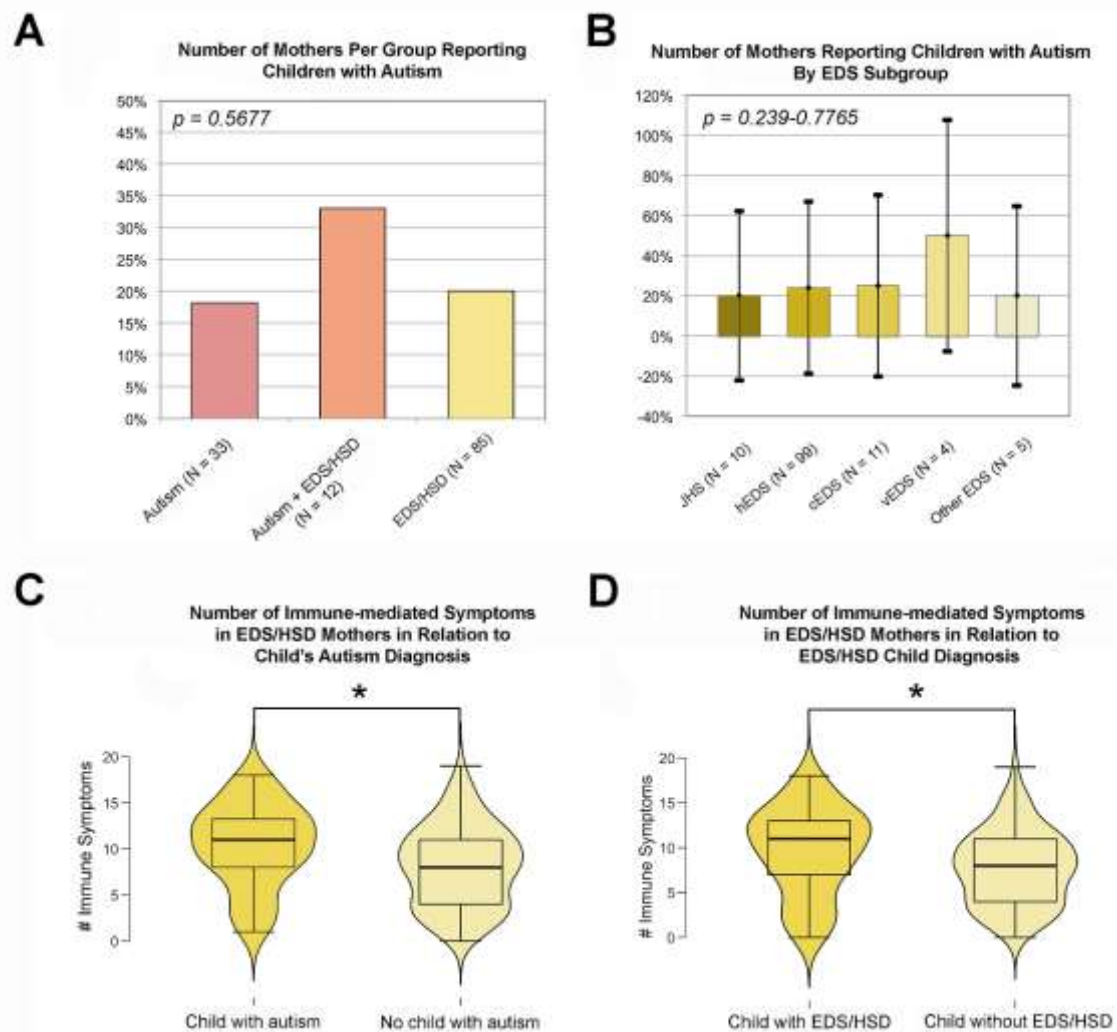 A
Number of Mothers Per Group Reporting
Children with Autism
50%
45%
40%
35%
30%
25%
20%
15%
10%
5%
0%
p = 0.5677
Autism (N = 33)
Autism + EDS/HSD
(N = 12)
EDS/HSD (N = 85)
B
Number of Mothers Reporting Children with Autism
By EDS Subgroup
120%
100%
80%
60%
40%
20%
0%
-20%
-40%
p = 0.239-0.7765
JHS (N = 10)
hEDS (N = 99)
cEDS (N = 11)
vEDS (N = 4)
Other EDS (N = 5)
C
Number of Immune-mediated Symptoms
in EDS/HSD Mothers in Relation to
Child's Autism Diagnosis
*
# Immune Symptoms
20
15
10
5
0
Child with autism
No child with autism
D
Number of Immune-mediated Symptoms
in EDS/HSD Mothers in Relation to
EDS/HSD Child Diagnosis
*
# Immune Symptoms
20
15
10
5
0
Child with EDS/HSD
Child without EDS/HSD